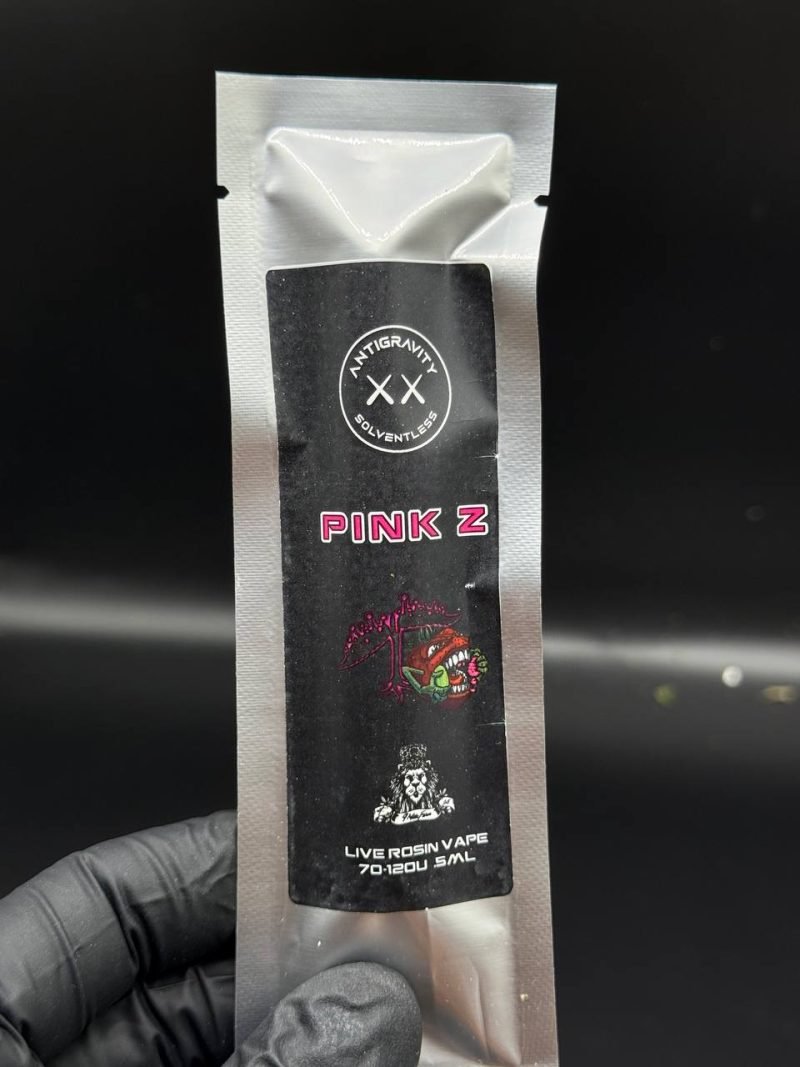 ANTIGRAVITY
XX
SOLVENTLESS
PINK Z
LIVE ROSIN VAPE
70-120U .5ML